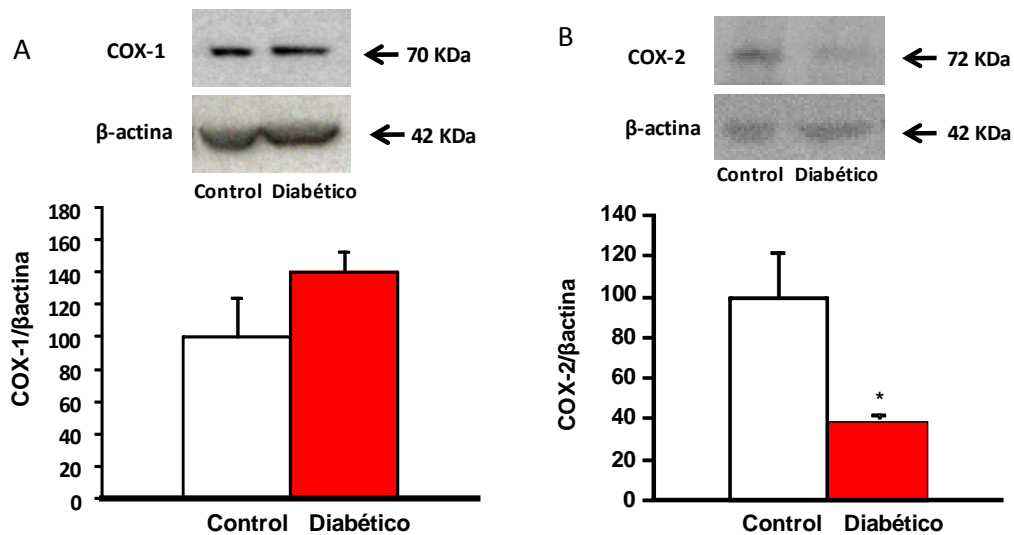 A
COX-1
70 KDa
β-actina
42 KDa
Control Diabético
COX-1/βactina
180
160
140
120
100
80
60
40
20
0
Control Diabético
B
COX-2
72 KDa
β-actina
42 KDa
Control Diabético
COX-2/βactina
140
120
100
80
60
40
20
0
*
Control Diabético